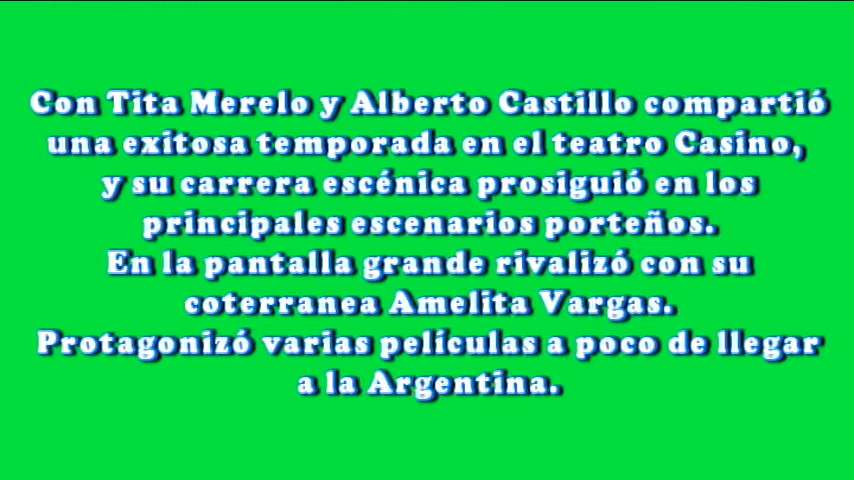 Con Tita Merelo y Alberto Castillo compartió
una exitosa temporada en el teatro Casino,
y su carrera escénica prosiguió en los
principales escenarios porteños.
En la pantalla grande rivalizó con su
coterranea Amelita Vargas.
Protagonizó varias películas a poco de llegar
a la Argentina.